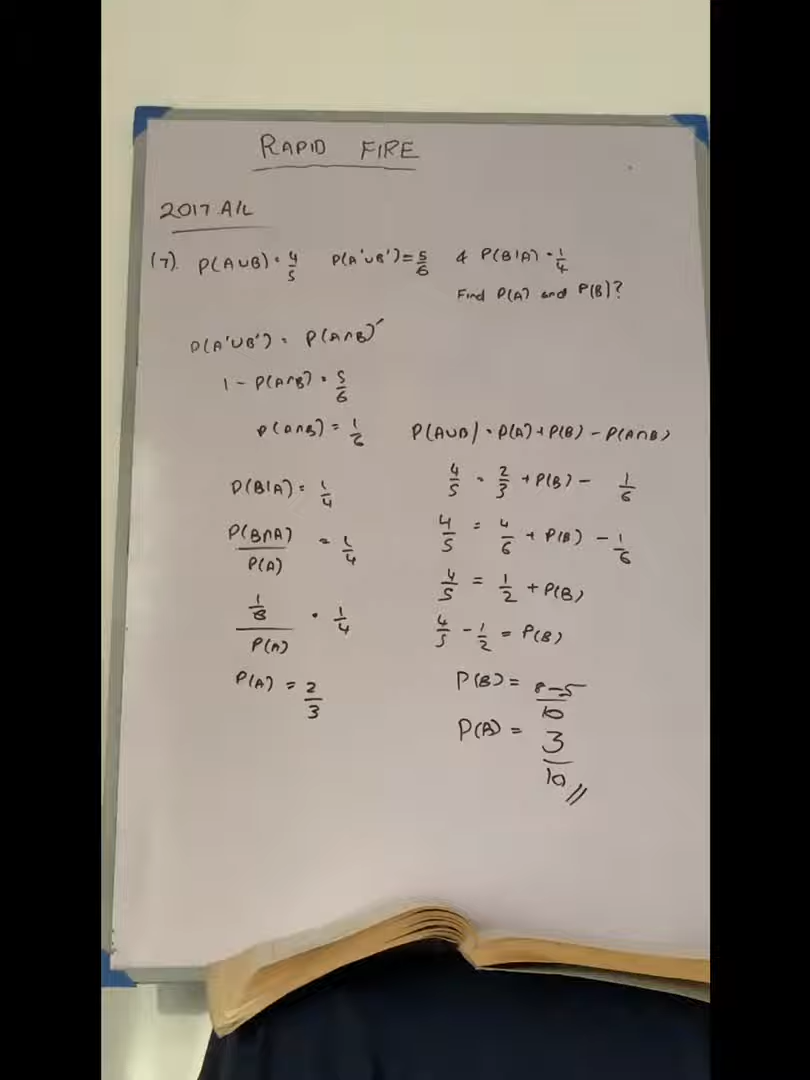 RAPID FIRE
2017 A/L
(7). P(A∪B) = 4/5 P(A'∪B') = 5/6 & P(B|A) = 1/4
Find P(A) and P(B)?
P(A'∪B') = P(A∩B)'
1 - P(A∩B) = 5/6
P(A∩B) = 1/6
P(B|A) = 1/4
P(B∩A)/P(A) = 1/4
1/6/P(A) = 1/4
P(A) = 2/3
P(A∪B) = P(A) + P(B) - P(A∩B)
4/5 = 2/3 + P(B) - 1/6
4/5 = 4/6 + P(B) - 1/6
4/5 = 1/2 + P(B)
4/5 - 1/2 = P(B)
P(B) = 8-5/10
P(B) = 3/10 //